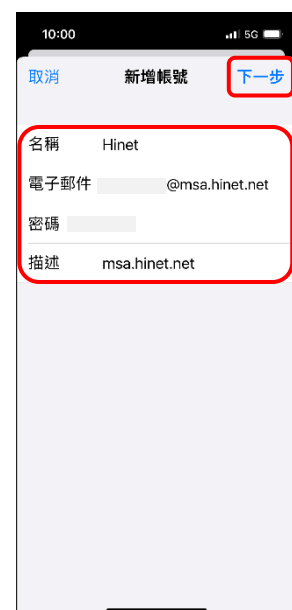 10:00 5G
取消 新增帳號 下一步
名稱 Hinet
電子郵件 @msa.hinet.net
密碼
描述 msa.hinet.net